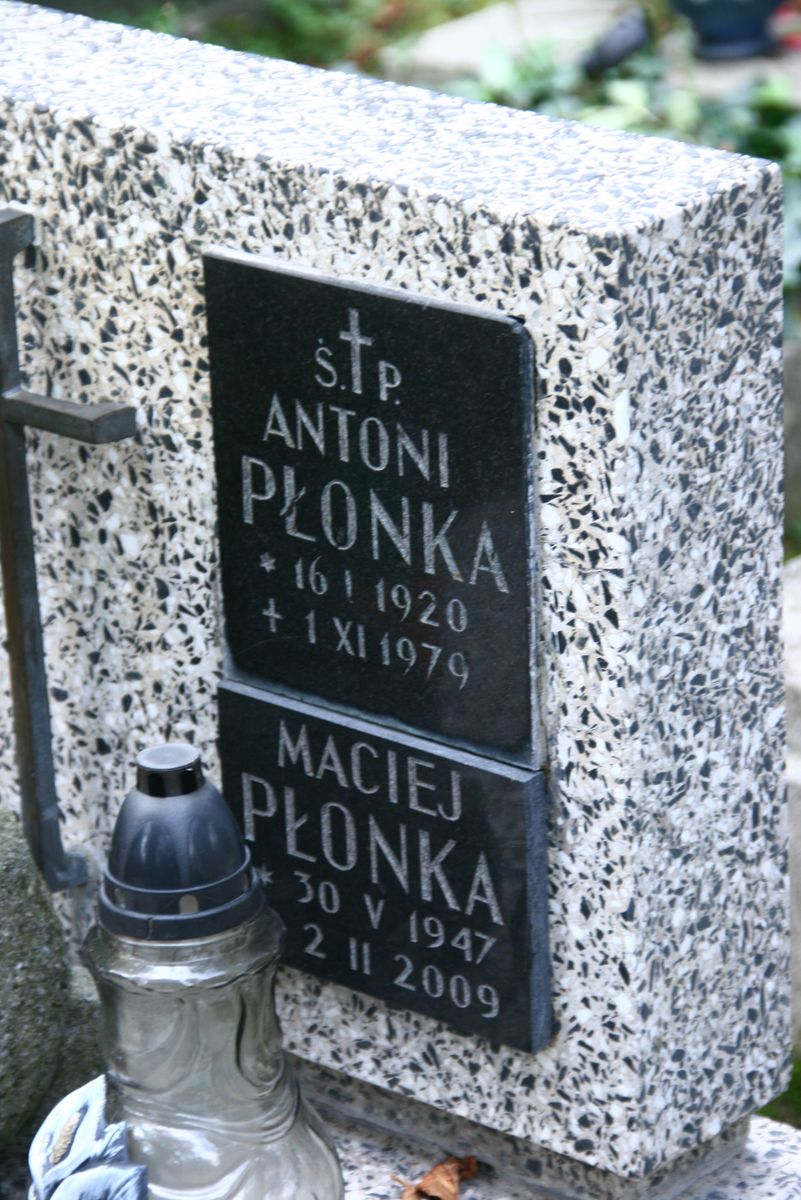 Ś. † P.
ANTONI
PŁONKA
* 16 I 1920
+ 1 XI 1979
MACIEJ
PŁONKA
* 30 V 1947
2 II 2009